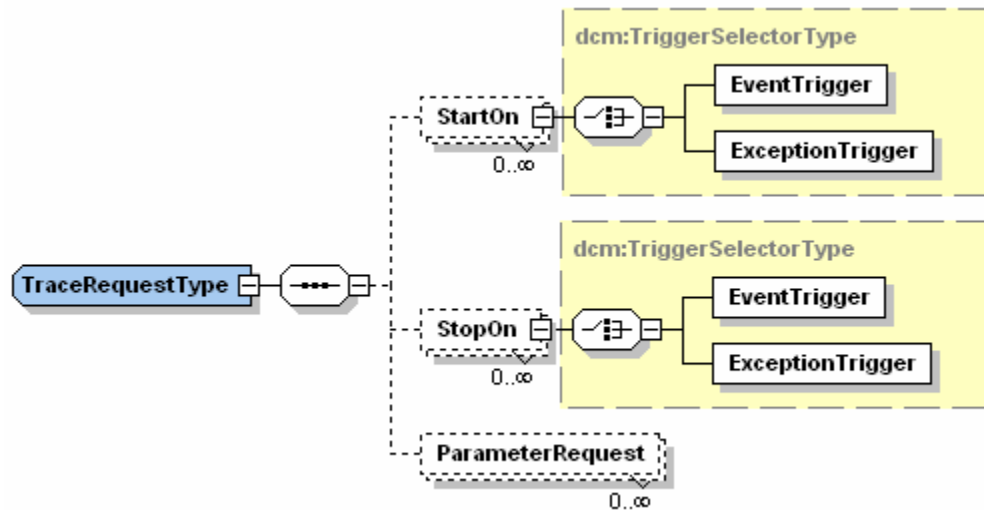 dcm:TriggerSelectorType
EventTrigger
StartOn
ExceptionTrigger
0..∞
dcm:TriggerSelectorType
TraceRequestType
EventTrigger
StopOn
ExceptionTrigger
0..∞
ParameterRequest
0..∞